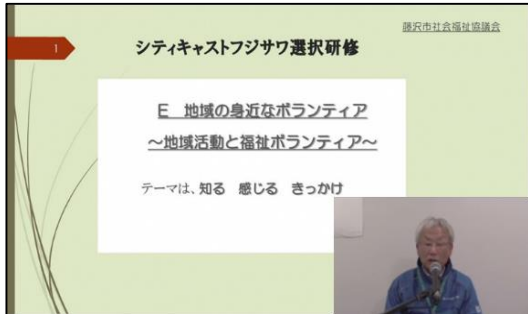 藤沢市社会福祉協議会
1
シティキャストフジサワ選択研修
E　地域の身近なボランティア
～地域活動と福祉ボランティア～
テーマは、知る　感じる　きっかけ